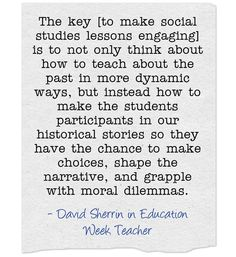 The key [to make social
studies lessons engaging]
is to not only think about
how to teach about the
past in more dynamic
ways, but instead how to
make the students
participants in our
historical stories so they
have the chance to make
choices, shape the
narrative, and grapple
with moral dilemmas.
- David Sherrin in Education
Week Teacher